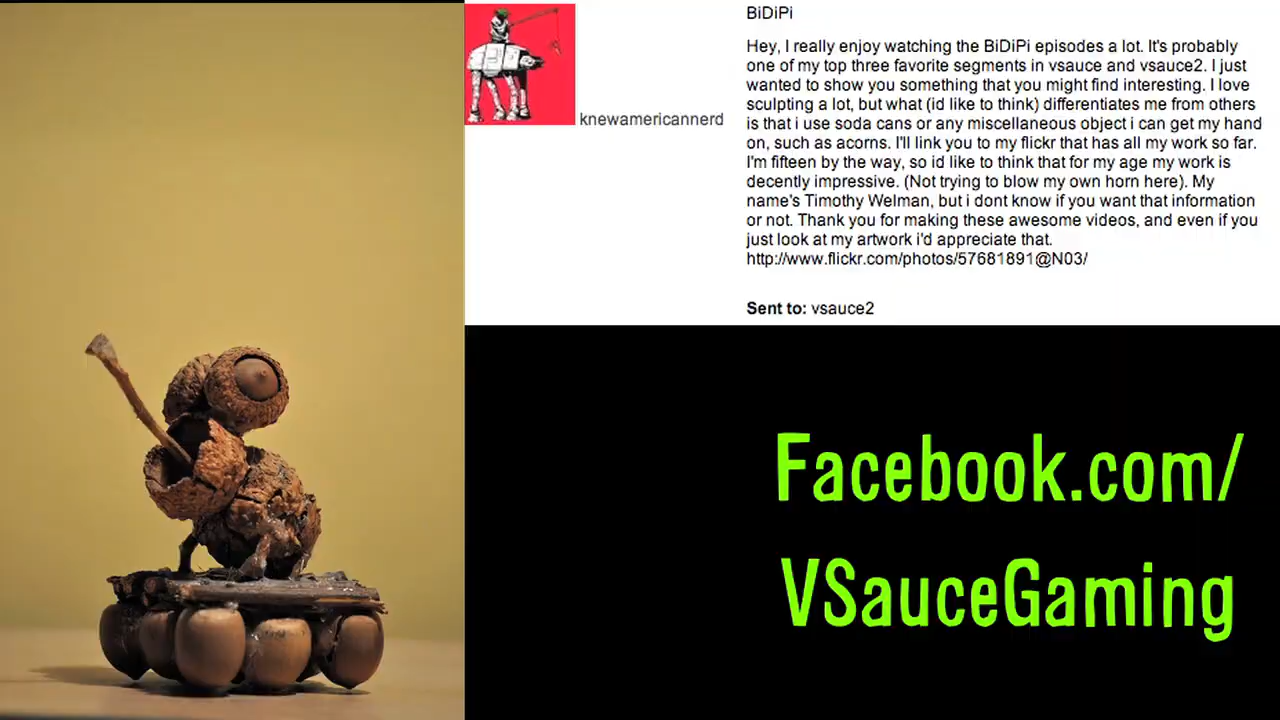 BiDiPi
knewamericannerd
Hey, I really enjoy watching the BiDiPi episodes a lot. It's probably
one of my top three favorite segments in vsauce and vsauce2. I just
wanted to show you something that you might find interesting. I love
sculpting a lot, but what (id like to think) differentiates me from others
is that i use soda cans or any miscellaneous object i can get my hand
on, such as acorns. I'll link you to my flickr that has all my work so far.
I'm fifteen by the way, so id like to think that for my age my work is
decently impressive. (Not trying to blow my own horn here). My
name's Timothy Welman, but i dont know if you want that information
or not. Thank you for making these awesome videos, and even if you
just look at my artwork i'd appreciate that.
http://www.flickr.com/photos/57681891@N03/
Sent to: vsauce2
Facebook.com/
VSauceGaming